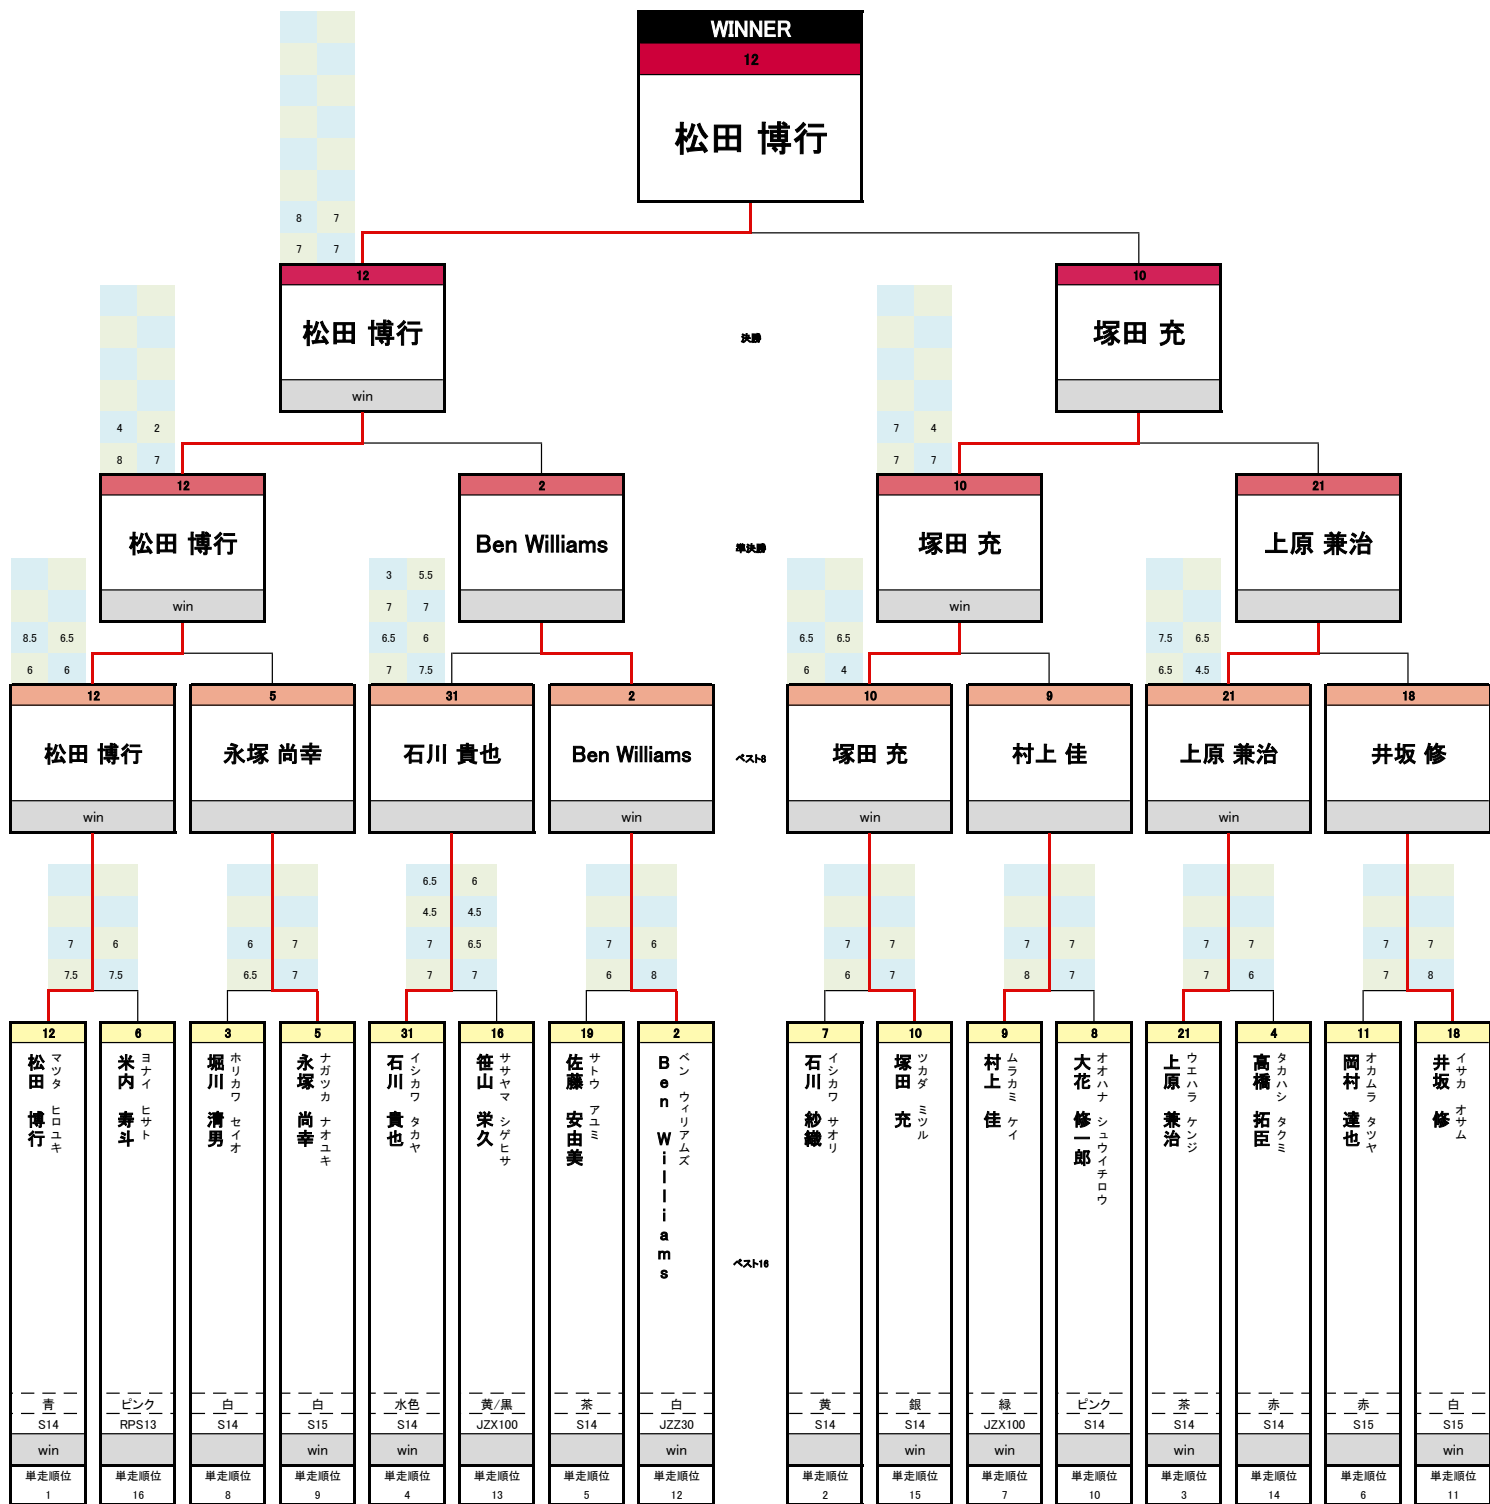 WINNER
12
松田 博行
8 7
7 7
12
松田 博行
win
10
塚田 充
決勝
4 2
8 7
7 4
7 7
12
松田 博行
win
2
Ben Williams
準決勝
10
塚田 充
win
21
上原 兼治
8.5 6.5
6 6
3 5.5
7 7
6.5 6
7 7.5
6.5 6.5
6 4
7.5 6.5
6.5 4.5
12
松田 博行
win
5
永塚 尚幸
31
石川 貴也
2
Ben Williams
ベスト8
10
塚田 充
win
9
村上 佳
21
上原 兼治
win
18
井坂 修
7 6
7.5 7.5
6 7
6.5 7
6.5 6
4.5 4.5
7 6.5
7 7
7 6
6 8
7 7
6 7
7 7
8 7
7 7
7 6
7 7
7 8
12
松田 博行
マツタ ヒロユキ
青
S14
win
単走順位
1
6
米内 寿斗
ヨナイ ヒサト
ピンク
RPS13
単走順位
16
3
堀川 清男
ホリカワ セイオ
白
S14
単走順位
8
5
永塚 尚幸
ナガツカ ナオユキ
白
S15
win
単走順位
9
31
石川 貴也
イシカワ タカヤ
水色
S14
win
単走順位
4
16
笹山 栄久
ササヤマ シゲヒサ
黄/黒
JZX100
単走順位
13
19
佐藤 安由美
サトウ アユミ
茶
S14
単走順位
5
2
Ben Williams
ベン ウィリアムズ
白
JZZ30
win
単走順位
12
ベスト16
7
石川 紗織
イシカワ サオリ
黄
S14
単走順位
2
10
塚田 充
ツカダ ミツル
銀
S14
win
単走順位
15
9
村上 佳
ムラカミ ケイ
緑
JZX100
win
単走順位
7
8
大花 修一郎
オオハナ シュウイチロウ
ピンク
S14
単走順位
10
21
上原 兼治
ウエハラ ケンジ
茶
S14
win
単走順位
3
4
高橋 拓臣
タカハシ タクミ
赤
S14
単走順位
14
11
岡村 達也
オカムラ タツヤ
赤
S15
単走順位
6
18
井坂 修
イサカ オサム
白
S15
win
単走順位
11